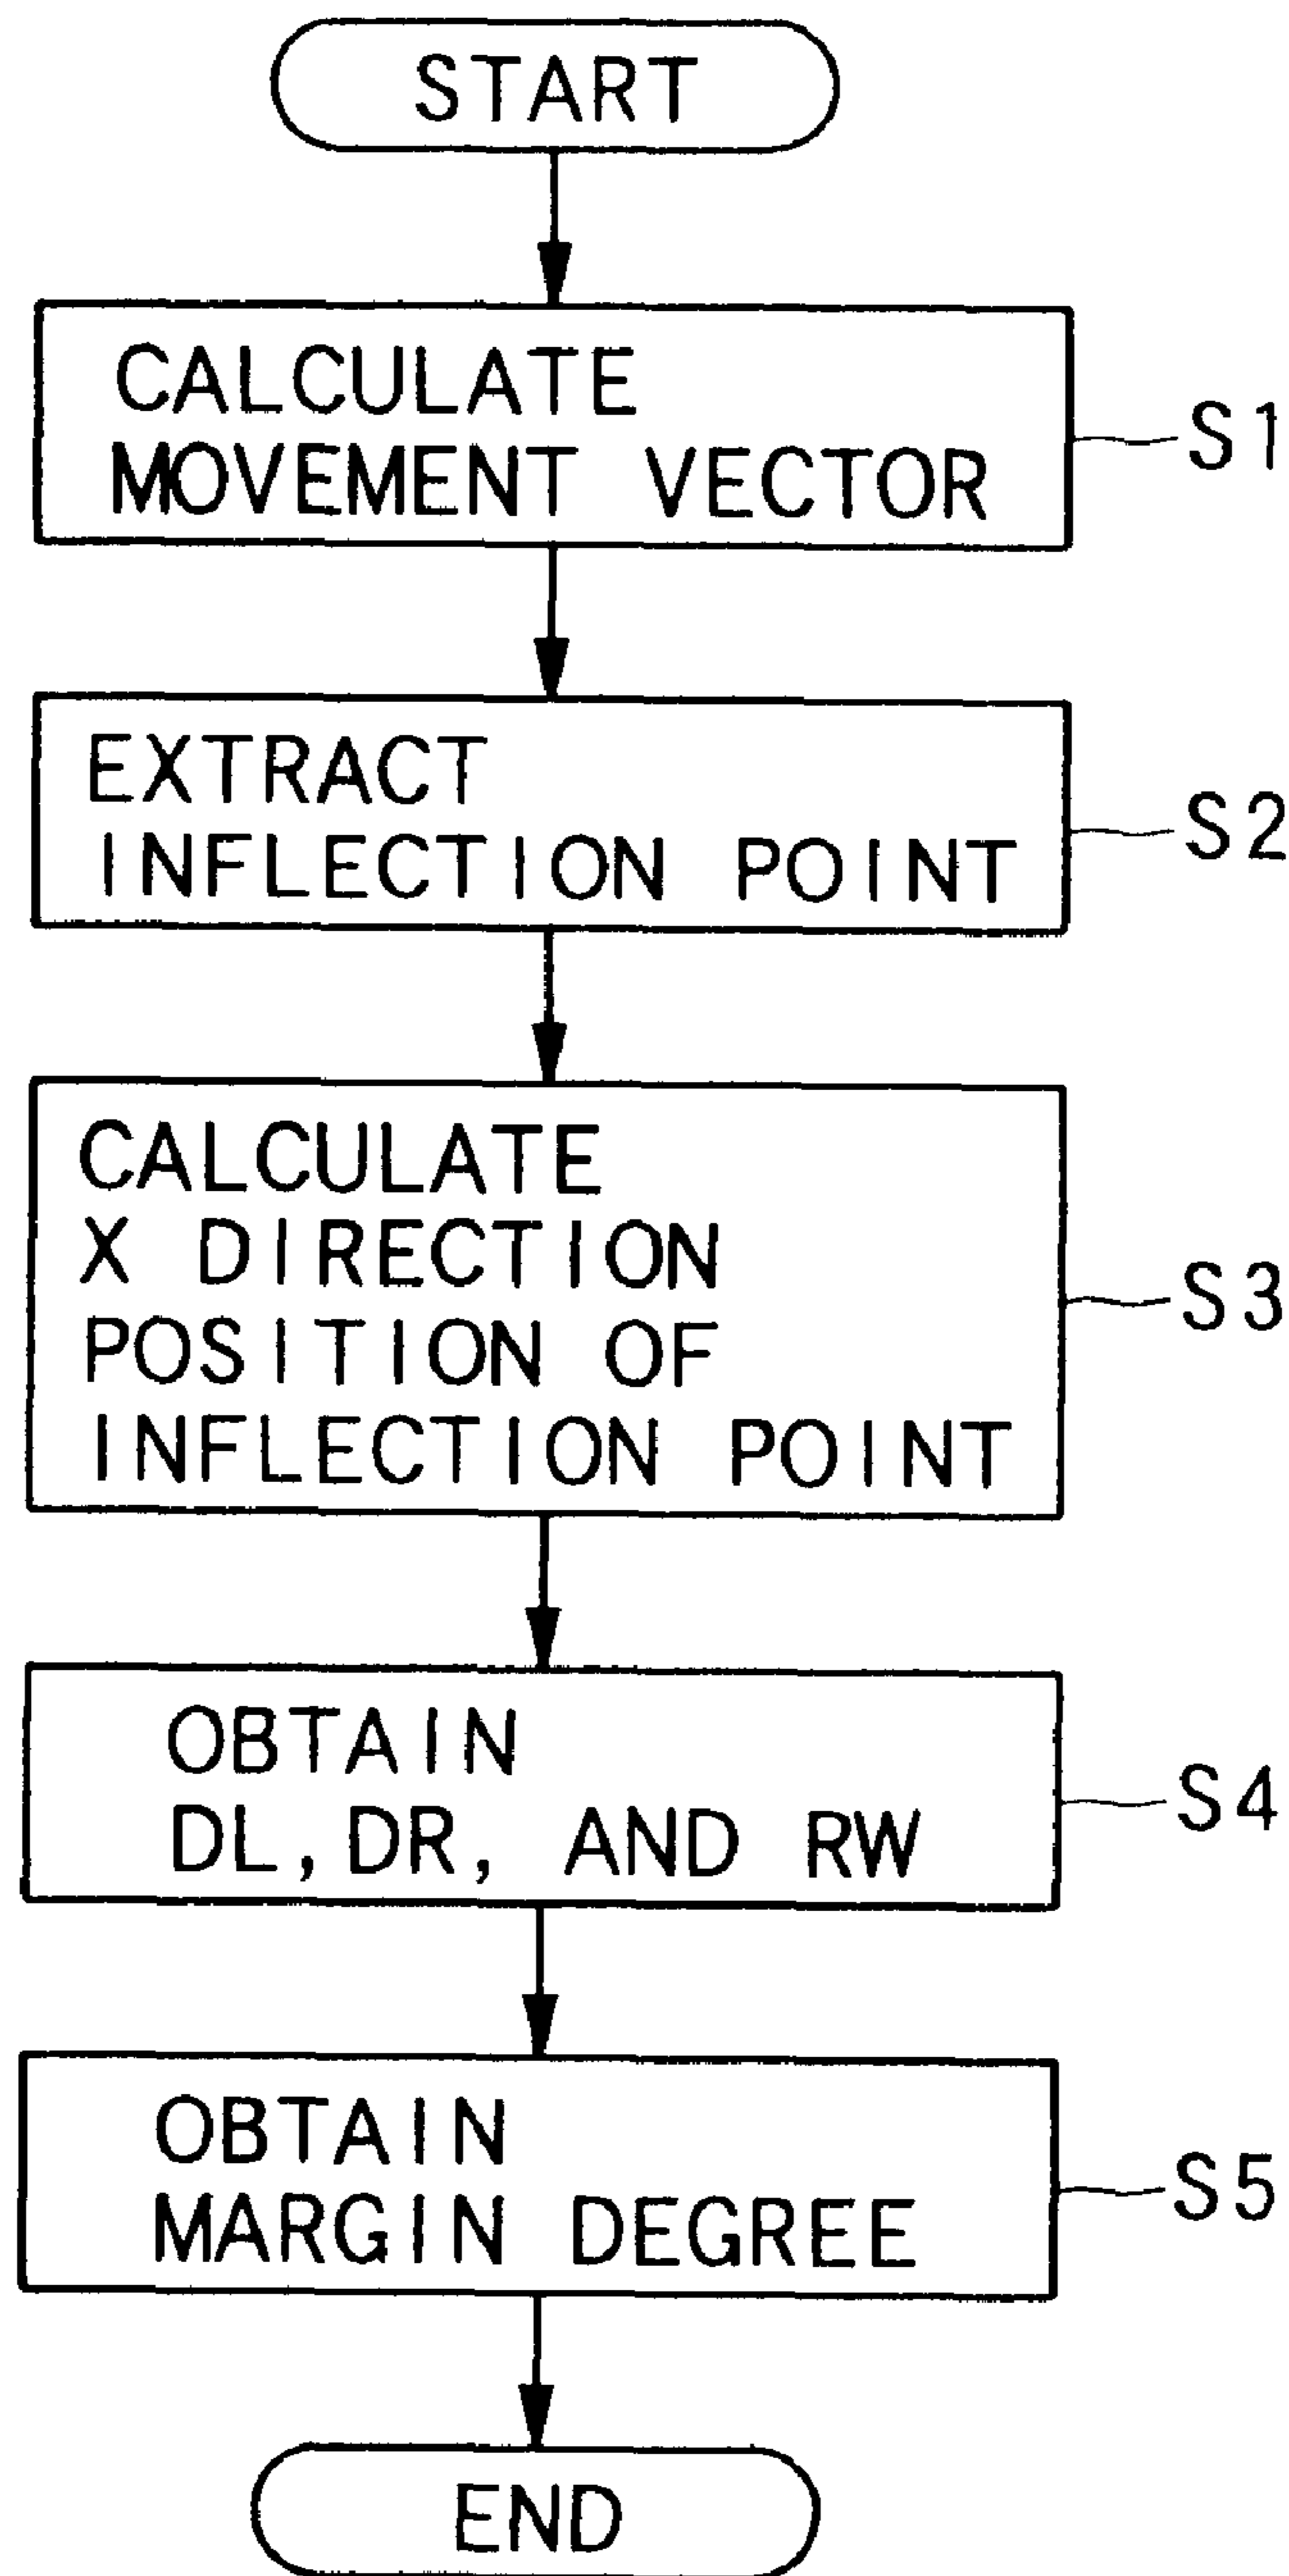 START
CALCULATE
MOVEMENT VECTOR
S1
EXTRACT
INFLECTION POINT
S2
CALCULATE
X DIRECTION
POSITION OF
INFLECTION POINT
S3
OBTAIN
DL, DR, AND RW
S4
OBTAIN
MARGIN DEGREE
S5
END